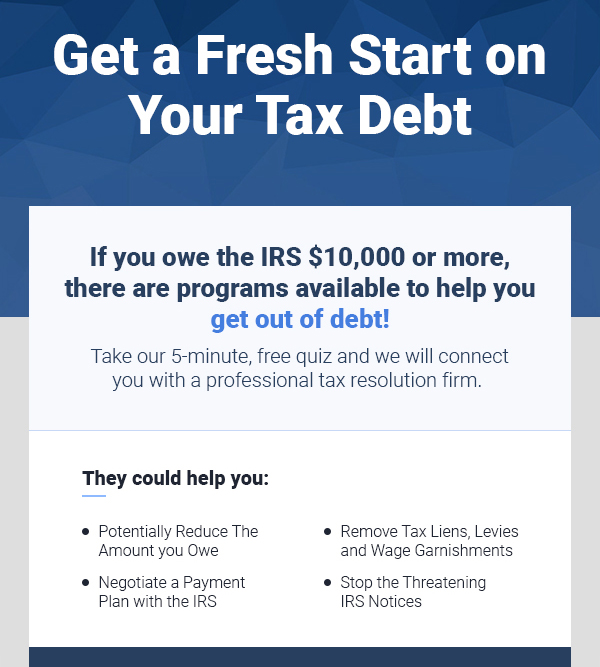 Get a Fresh Start on
Your Tax Debt
If you owe the IRS $10,000 or more,
there are programs available to help you
get out of debt!
Take our 5-minute, free quiz and we will connect
you with a professional tax resolution firm.
They could help you:
Potentially Reduce The
Amount you Owe
Negotiate a Payment
Plan with the IRS
Remove Tax Liens, Levies
and Wage Garnishments
Stop the Threatening
IRS Notices